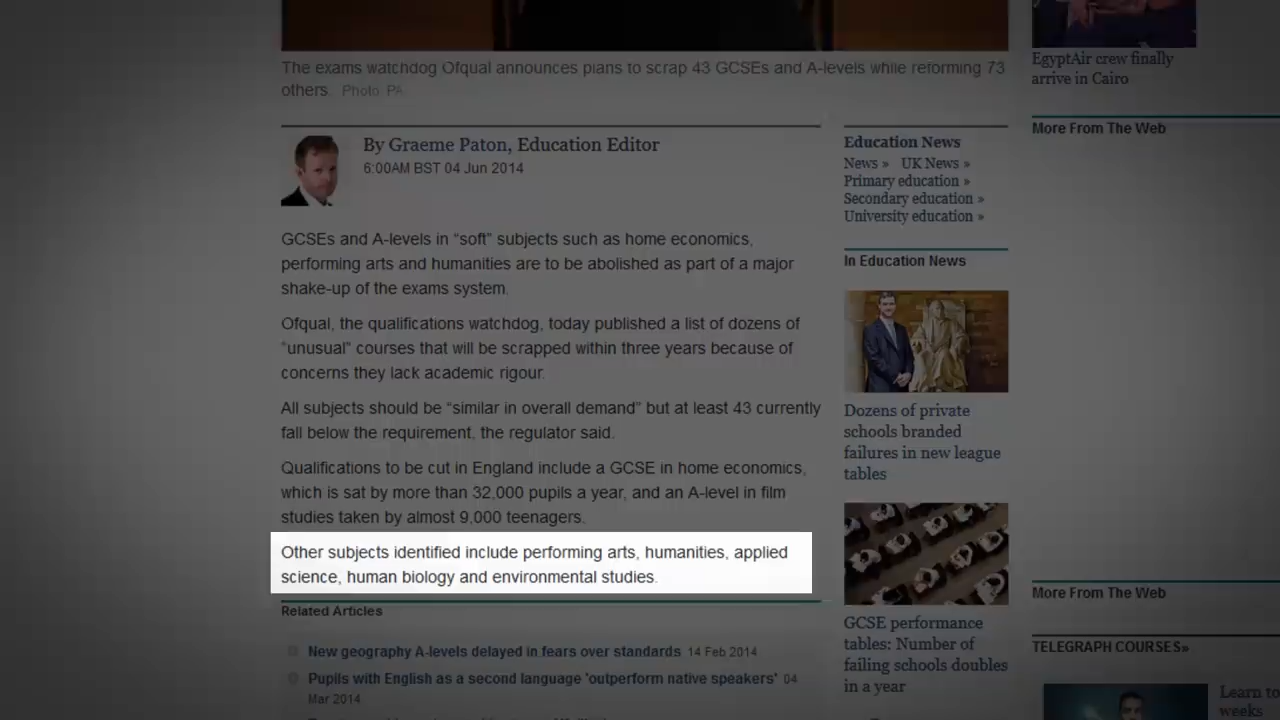 The exams watchdog Ofqual announces plans to scrap 43 GCSEs and A-levels while reforming 73
others. Photo: PA
By Graeme Paton, Education Editor
6:00AM BST 04 Jun 2014
GCSEs and A-levels in “soft” subjects such as home economics,
performing arts and humanities are to be abolished as part of a major
shake-up of the exams system.
Ofqual, the qualifications watchdog, today published a list of dozens of
“unusual” courses that will be scrapped within three years because of
concerns they lack academic rigour.
All subjects should be “similar in overall demand” but at least 43 currently
fall below the requirement, the regulator said.
Qualifications to be cut in England include a GCSE in home economics,
which is sat by more than 32,000 pupils a year, and an A-level in film
studies taken by almost 9,000 teenagers.
Other subjects identified include performing arts, humanities, applied
science, human biology and environmental studies.
Related Articles
New geography A-levels delayed in fears over standards 14 Feb 2014
Pupils with English as a second language 'outperform native speakers' 04
Mar 2014
Education News
News » UK News »
Primary education »
Secondary education »
University education »
In Education News
Dozens of private
schools branded
failures in new league
tables
GCSE performance
tables: Number of
failing schools doubles
in a year
EgyptAir crew finally
arrive in Cairo
More From The Web
More From The Web
TELEGRAPH COURSES»
Learn to
weeks